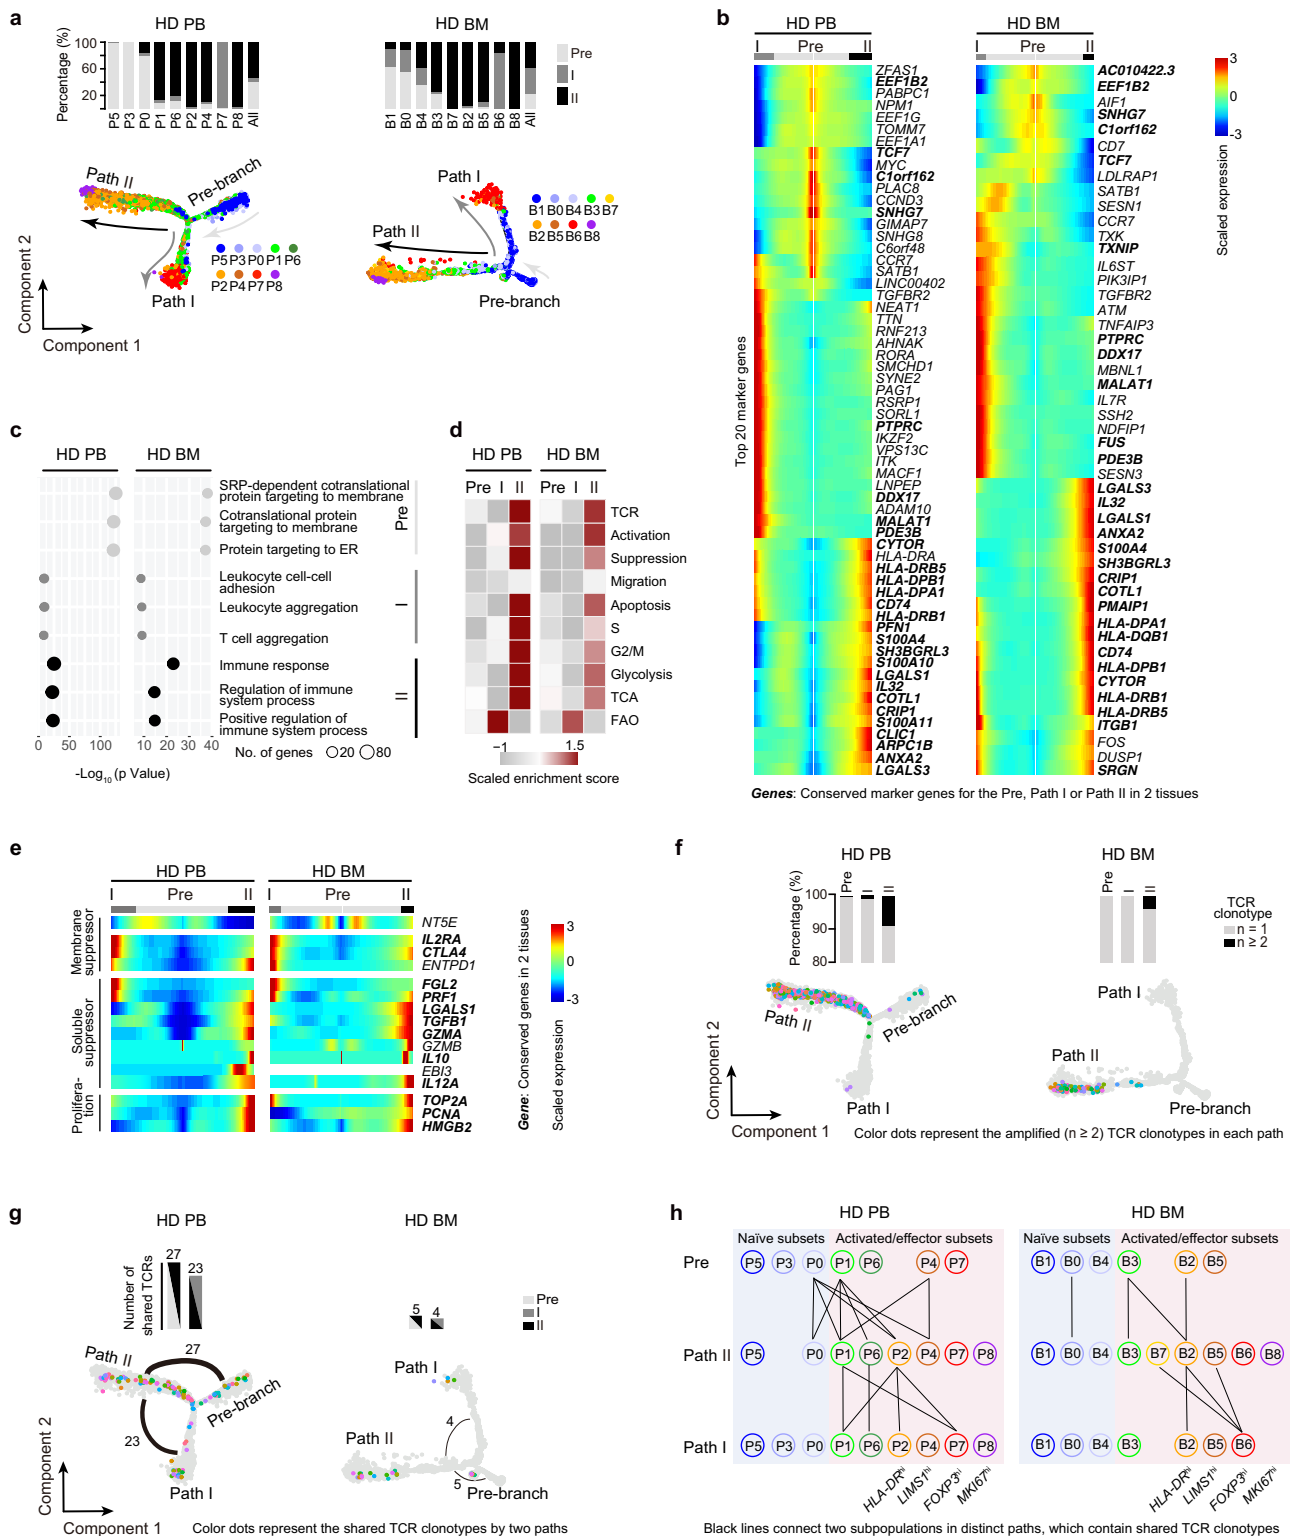 a
HD PB
HD BM
Percentage (%)
100
60
20
P5 P3 P0 P1 P6 P2 P4 P7 P8 All
B1 B0 B4 B3 B7 B2 B5 B6 B8 All
Pre
I
II
Path II
Pre-branch
Path I
P5 P3 P0 P1 P6
P2 P4 P7 P8
Component 2
Component 1
Path I
Path II
Pre-branch
B1 B0 B4 B3 B7
B2 B5 B6 B8
b
HD PB
HD BM
I Pre II
I Pre II
Top 20 marker genes
ZFAS1
EEF1B2
PABPC1
NPM1
EEF1G
TOMM7
EEF1A1
TCF7
MYC
C1orf162
PLAC8
CCND3
SNHG7
GIMAP7
SNHG8
C6orf48
CCR7
SATB1
LINC00402
TGFBR2
NEAT1
TTN
RNF213
AHNAK
RORA
SMCHD1
SYNE2
PAG1
RSRP1
SORL1
PTPRC
IKZF2
VPS13C
ITK
MACF1
LNPEP
DDX17
ADAM10
MALAT1
PDE3B
CYTOR
HLA-DRA
HLA-DRB5
HLA-DPB1
HLA-DPA1
CD74
HLA-DRB1
PFN1
S100A4
SH3BGRL3
S100A10
LGALS1
IL32
COTL1
CRIP1
S100A11
CLIC1
ARPC1B
ANXA2
LGALS3
AC010422.3
EEF1B2
AIF1
SNHG7
C1orf162
CD7
TCF7
LDLRAP1
SATB1
SESN1
CCR7
TXK
TXNIP
IL6ST
PIK3IP1
TGFBR2
ATM
TNFAIP3
PTPRC
DDX17
MBNL1
MALAT1
IL7R
SSH2
NDFIP1
FUS
PDE3B
SESN3
LGALS3
IL32
LGALS1
ANXA2
S100A4
SH3BGRL3
CRIP1
COTL1
PMAIP1
HLA-DPA1
HLA-DQB1
CD74
HLA-DPB1
CYTOR
HLA-DRB1
HLA-DRB5
ITGB1
FOS
DUSP1
SRGN
3
-3
Scaled expression
Genes: Conserved marker genes for the Pre, Path I or Path II in 2 tissues
c
HD PB
HD BM
SRP-dependent cotranslational
protein targeting to membrane
Cotranslational protein
targeting to membrane
Protein targeting to ER
Leukocyte cell-cell
adhesion
Leukocyte aggregation
T cell aggregation
Immune response
Regulation of immune
system process
Positive regulation of
immune system process
Pre
I
II
0 50 100
10 20 30 40
No. of genes 20 80
-Log10 (p Value)
d
HD PB
HD BM
Pre I II
Pre I II
TCR
Activation
Suppression
Migration
Apoptosis
S
G2/M
Glycolysis
TCA
FAO
−1 1.5
Scaled enrichment score
e
HD PB
HD BM
I Pre II
I Pre II
Membrane
suppressor
Soluble
suppressor
Prolifera-
tion
NT5E
IL2RA
CTLA4
ENTPD1
FGL2
PRF1
LGALS1
TGFB1
GZMA
GZMB
IL10
EBI3
IL12A
TOP2A
PCNA
HMGB2
3
-3
Gene: Conserved genes in 2 tissues
Scaled expression
f
HD PB
HD BM
Percentage (%)
100
90
80
Pre I II
Pre I II
TCR
clonotype
n = 1
n ≥ 2
Path II
Pre-branch
Path I
Path I
Path II
Pre-branch
Component 2
Component 1
Color dots represent the amplified (n ≥ 2) TCR clonotypes in each path
g
HD PB
HD BM
Number of
shared TCRs
27
23
5
4
Pre
I
II
Path II
27
Pre-branch
23
Path I
Path I
4
Path II
5
Pre-branch
Component 2
Component 1
Color dots represent the shared TCR clonotypes by two paths
h
HD PB
HD BM
Naïve subsets Activated/effector subsets
Naïve subsets Activated/effector subsets
Pre
P5 P3 P0 P1 P6 P4 P7
B1 B0 B4 B3 B2 B5
Path II
P5 P0 P1 P6 P2 P4 P7 P8
B1 B0 B4 B3 B7 B2 B5 B6 B8
Path I
P5 P3 P0 P1 P6 P2 P4 P7 P8
B1 B0 B4 B3 B2 B5 B6
HLA-DRhi LIMS1hi FOXP3hi MKI67hi
HLA-DRhi LIMS1hi FOXP3hi MKI67hi
Black lines connect two subpopulations in distinct paths, which contain shared TCR clonotypes